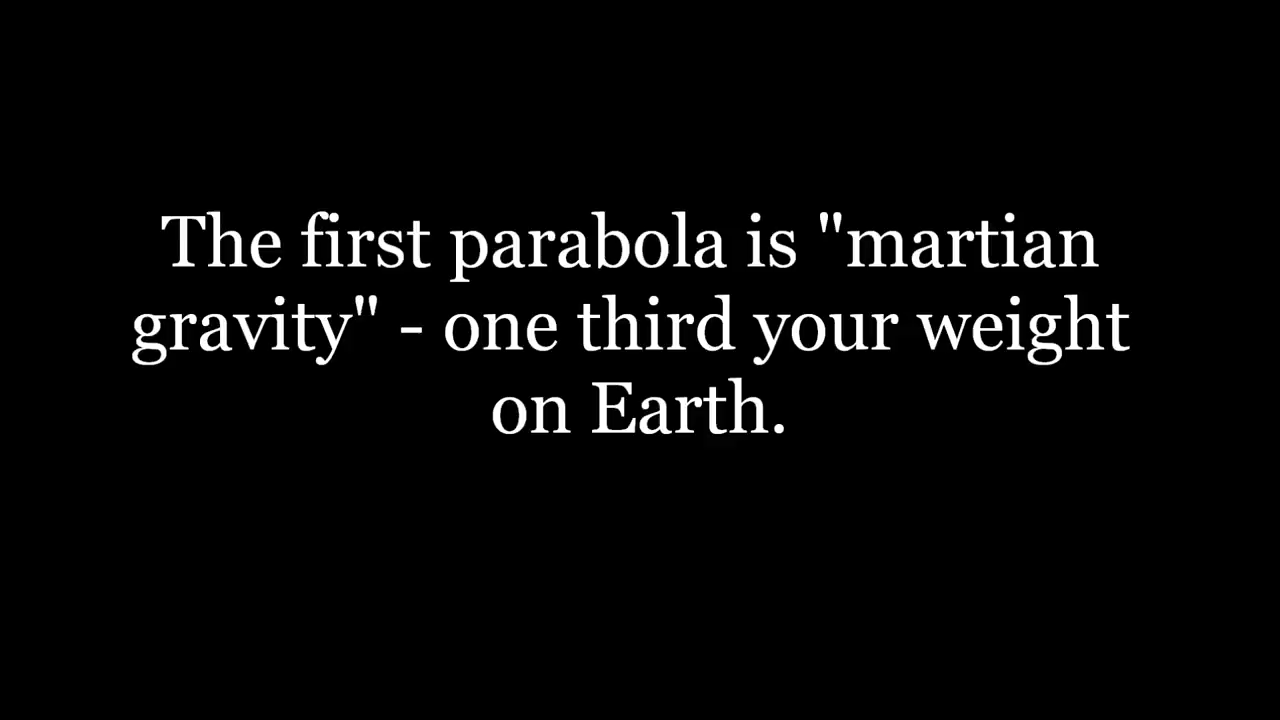 The first parabola is "martian
gravity" - one third your weight
on Earth.